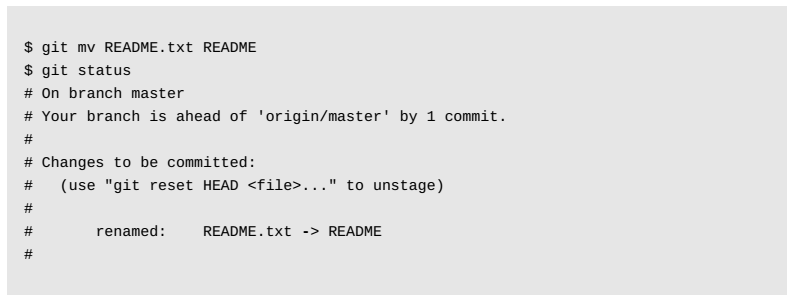 $ git mv README.txt README
$ git status
# On branch master
# Your branch is ahead of 'origin/master' by 1 commit.
#
# Changes to be committed:
#   (use "git reset HEAD <file>..." to unstage)
#
#       renamed:    README.txt -> README
#